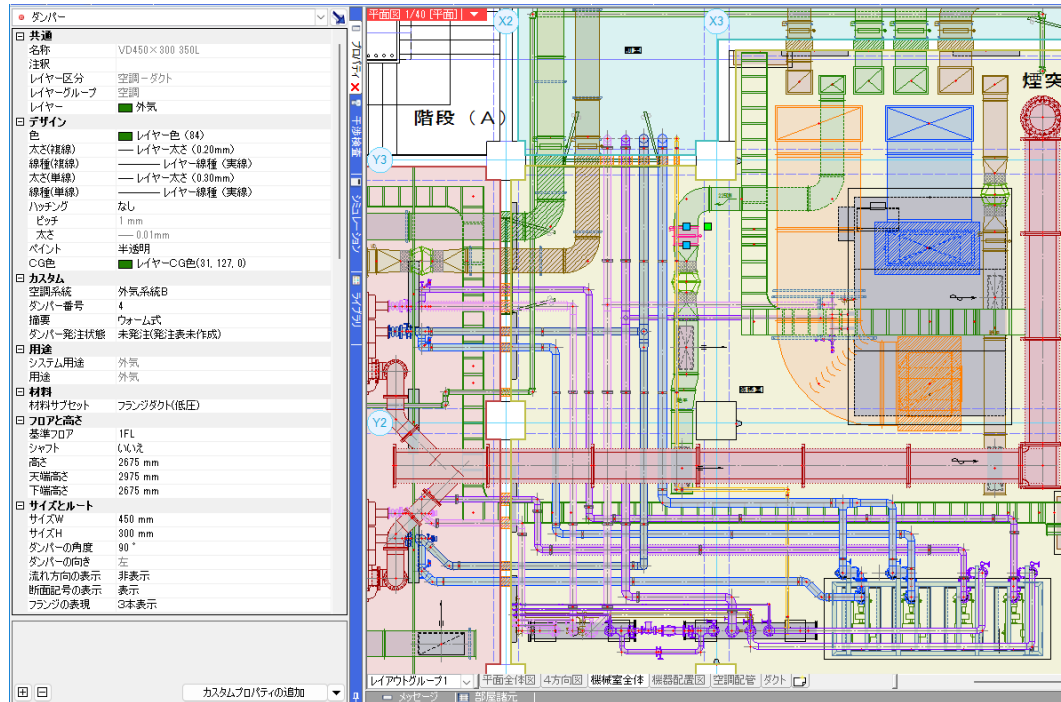 ダンパー
共通
名称 VD450×300 350L
注釈
レイヤー区分 空調-ダクト
レイヤーグループ 空調
レイヤー 外気
デザイン
色 レイヤー色 (84)
太さ(複線) レイヤー太さ (0.20mm)
線種(複線) レイヤー線種 (実線)
太さ(単線) レイヤー太さ (0.30mm)
線種(単線) レイヤー線種 (実線)
ハッチング なし
ピッチ 1 mm
太さ 0.01mm
ペイント 半透明
CG色 レイヤーCG色(31, 127, 0)
カスタム
空調系統 外気系統B
ダンパー番号 4
摘要 ウォーム式
ダンパー発注状態 未発注(発注表未作成)
用途
システム用途 外気
用途 外気
材料
材料サブセット フランジダクト(低圧)
フロアと高さ
基準フロア 1FL
シャフト いいえ
高さ 2675 mm
天端高さ 2975 mm
下端高さ 2675 mm
サイズとルート
サイズW 450 mm
サイズH 300 mm
ダンパーの角度 90°
ダンパーの向き 左
流れ方向の表示 非表示
断面記号の表示 表示
フランジの表現 3本表示
カスタムプロパティの追加
プロパティ
干渉検査
シミュレーション
ライブラリ
平面図 1/40 [平面]
X2
X3
階段 (A)
煙突
Y3
Y2
レイアウトグループ1
平面全体図
4方向図
機械室全体
機器配置図
空調配管
ダクト
メッセージ
部屋諸元